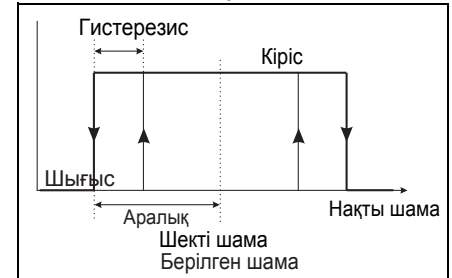 Гистерезис
Кіріс
Шығыс
Аралық
Нақты шама
Шекті шама
Берілген шама